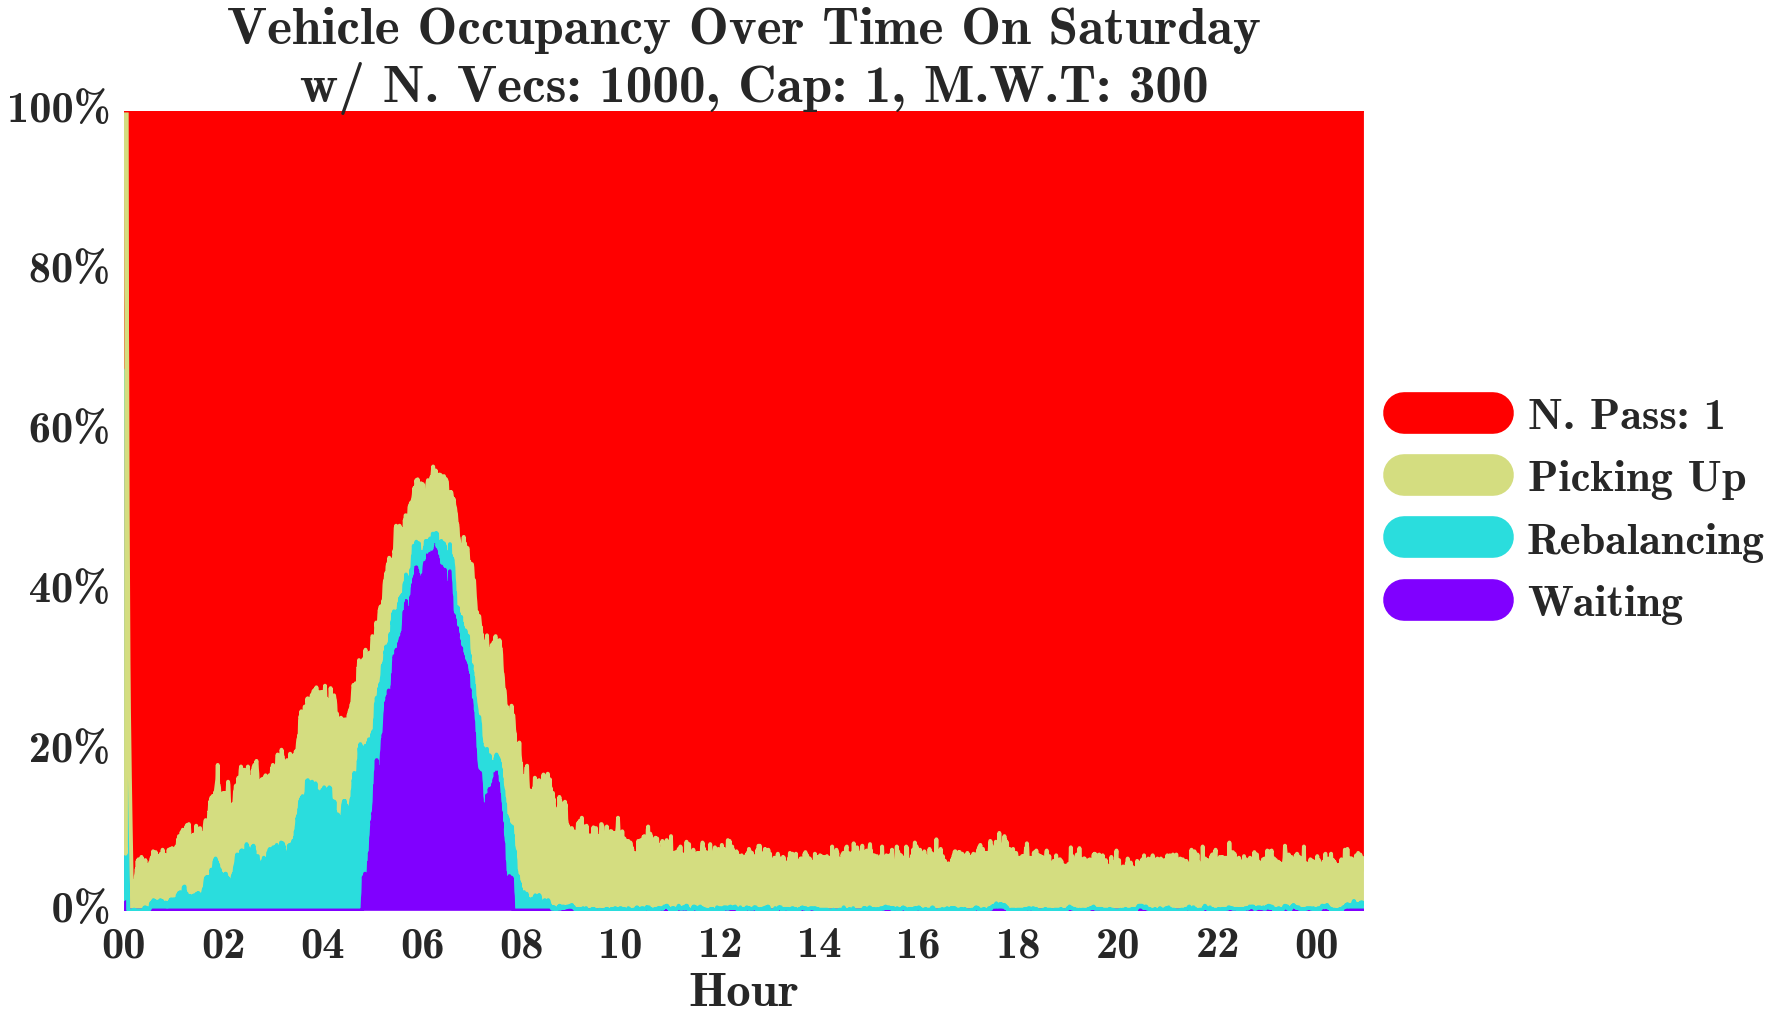 Vehicle Occupancy Over Time On Saturday
w/ N. Vecs: 1000, Cap: 1, M.W.T: 300
100%
80%
60%
40%
20%
0%
00 02 04 06 08 10 12 14 16 18 20 22 00
Hour
N. Pass: 1
Picking Up
Rebalancing
Waiting